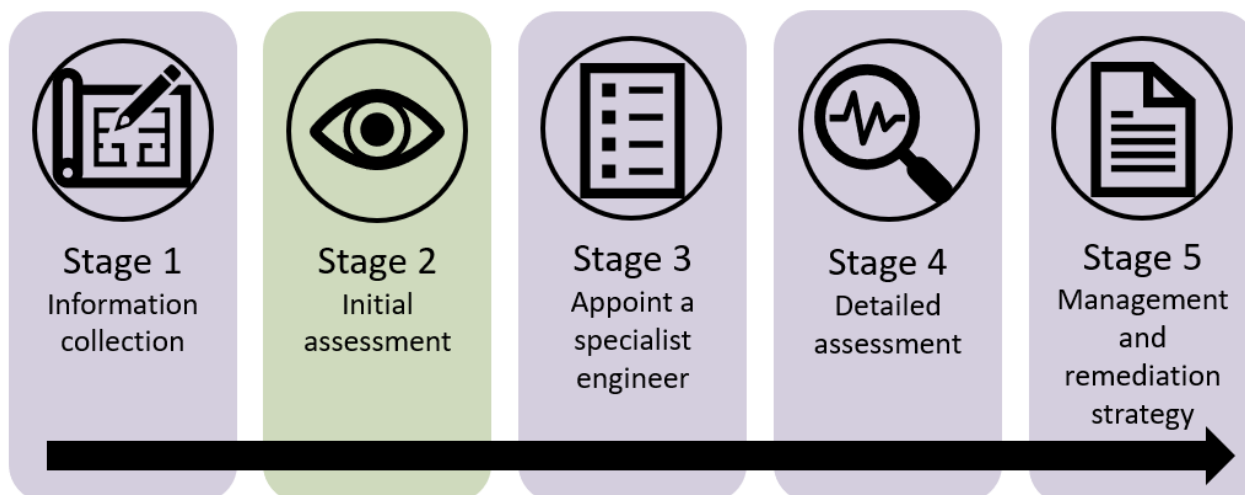 Stage 1
Information
collection
Stage 2
Initial
assessment
Stage 3
Appoint a
specialist
engineer
Stage 4
Detailed
assessment
Stage 5
Management
and
remediation
strategy